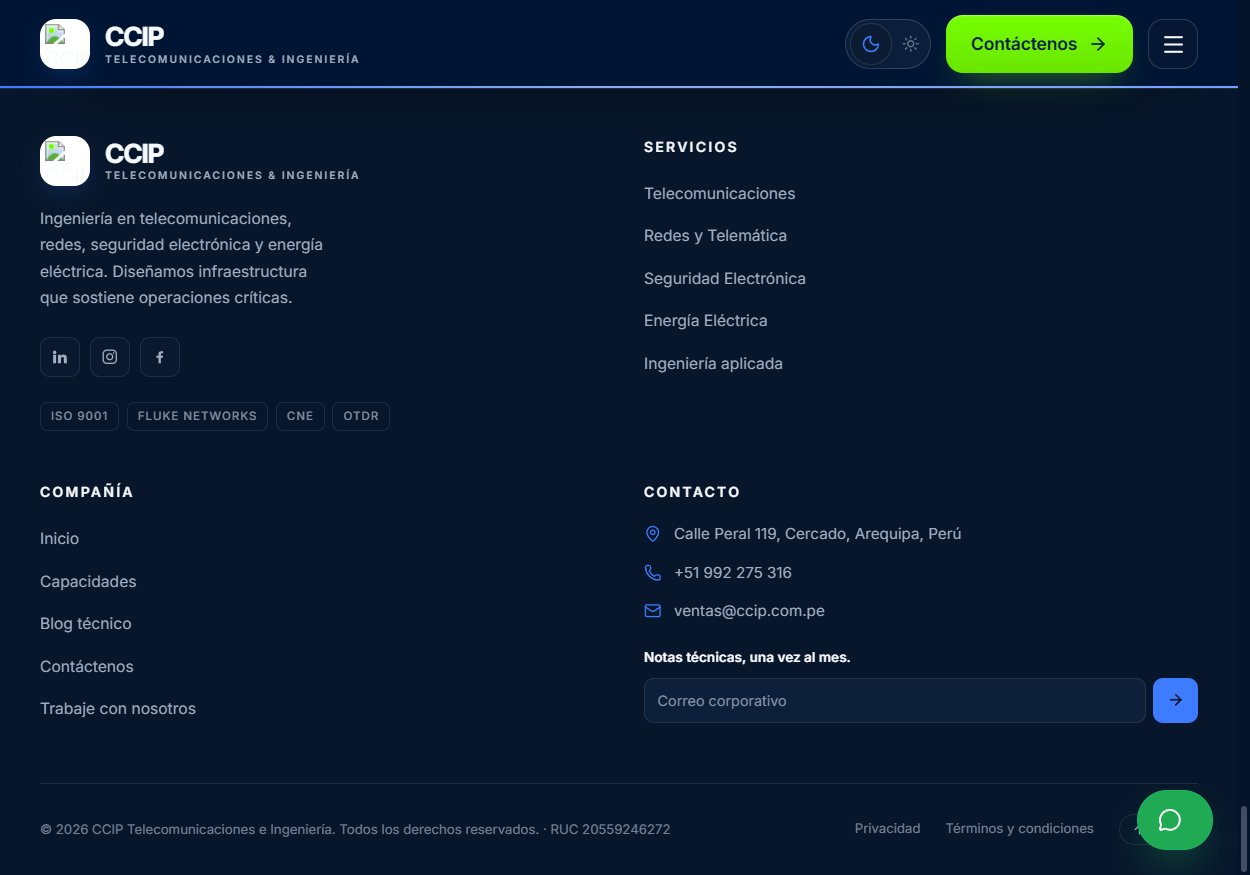 CCIP
TELECOMUNICACIONES & INGENIERÍA
Contáctenos
CCIP
TELECOMUNICACIONES & INGENIERÍA
Ingeniería en telecomunicaciones,
redes, seguridad electrónica y energía
eléctrica. Diseñamos infraestructura
que sostiene operaciones críticas.
ISO 9001
FLUKE NETWORKS
CNE
OTDR
SERVICIOS
Telecomunicaciones
Redes y Telemática
Seguridad Electrónica
Energía Eléctrica
Ingeniería aplicada
COMPAÑÍA
Inicio
Capacidades
Blog técnico
Contáctenos
Trabaje con nosotros
CONTACTO
Calle Peral 119, Cercado, Arequipa, Perú
+51 992 275 316
ventas@ccip.com.pe
Notas técnicas, una vez al mes.
Correo corporativo
© 2026 CCIP Telecomunicaciones e Ingeniería. Todos los derechos reservados. · RUC 20559246272
Privacidad
Términos y condiciones